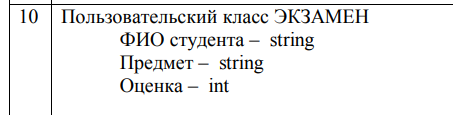 10 Пользовательский класс ЭКЗАМЕН
ФИО студента – string
Предмет – string
Оценка – int